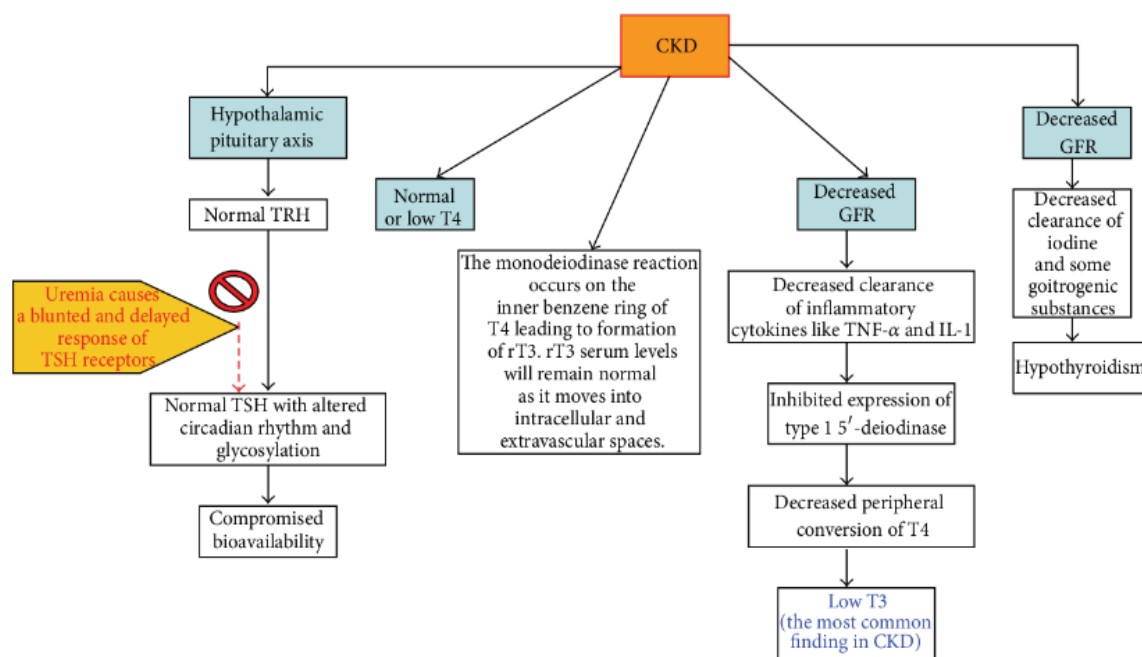 CKD
Hypothalamic
pituitary axis
Normal TRH
Uremia causes
a blunted and delayed
response of
TSH receptors
Normal TSH with altered
circadian rhythm and
glycosylation
Compromised
bioavailability
Normal
or low T4
The monodeiodinase reaction
occurs on the
inner benzene ring of
T4 leading to formation
of rT3. rT3 serum levels
will remain normal
as it moves into
intracellular and
extravascular spaces.
Decreased
GFR
Decreased clearance
of inflammatory
cytokines like TNF-α and IL-1
Inhibited expression of
type 1 5′-deiodinase
Decreased peripheral
conversion of T4
Low T3
(the most common
finding in CKD)
Decreased
GFR
Decreased
clearance of
iodine
and some
goitrogenic
substances
Hypothyroidism